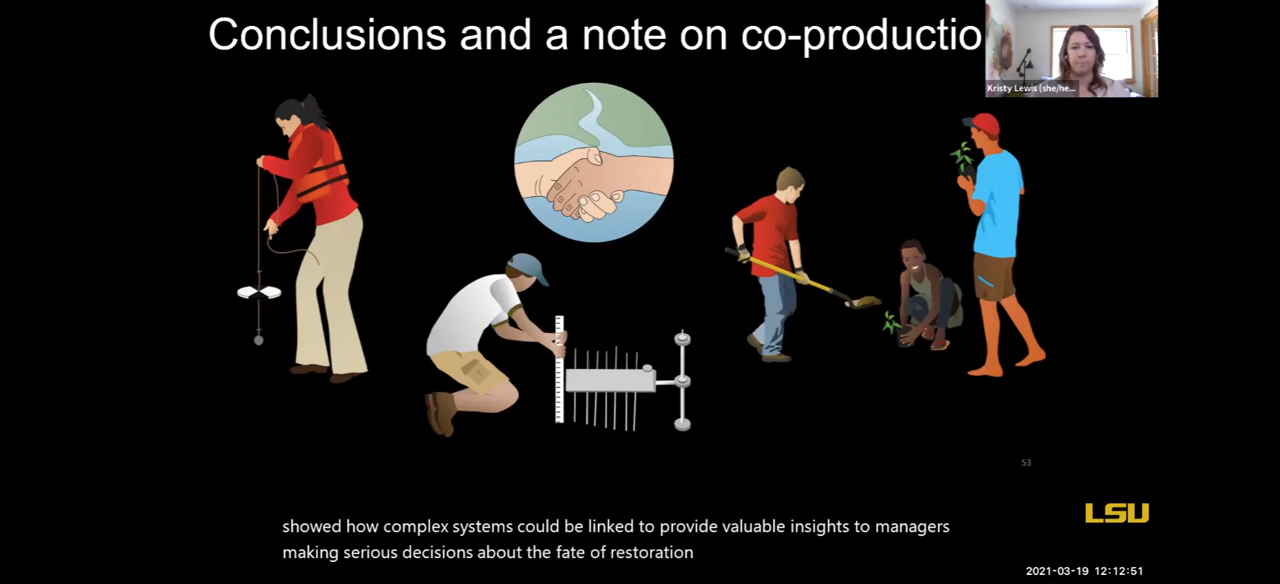 Conclusions and a note on co-productio
Kristy Lewis (she/he...
53
LSU
showed how complex systems could be linked to provide valuable insights to managers
making serious decisions about the fate of restoration
2021-03-19 12:12:51